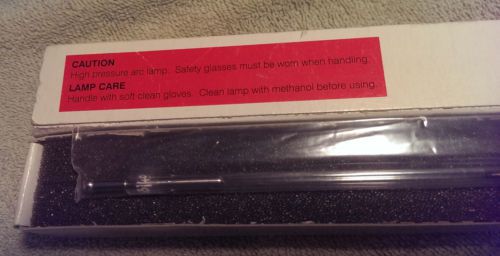 CAUTION
High pressure arc lamp. Safety glasses must be worn when handling.
LAMP CARE
Handle with soft clean gloves. Clean lamp with methanol before using.